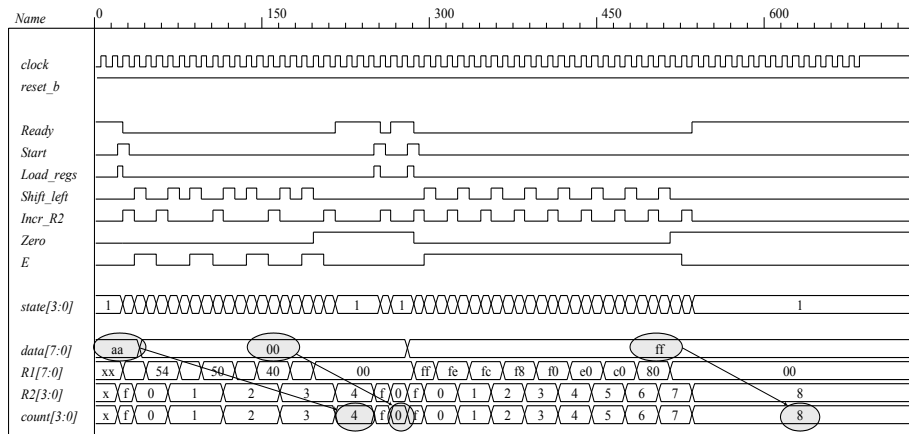 Name 0 150 300 450 600
clock
reset_b
Ready
Start
Load_regs
Shift_left
Incr_R2
Zero
E
state[3:0] 1 1 1 1
data[7:0] aa 00 ff
R1[7:0] xx 54 50 40 00 ff fe fc f8 f0 e0 c0 80 00
R2[3:0] x f 0 1 2 3 4 f 0 f 0 1 2 3 4 5 6 7 8
count[3:0] x f 0 1 2 3 4 f 0 f 0 1 2 3 4 5 6 7 8